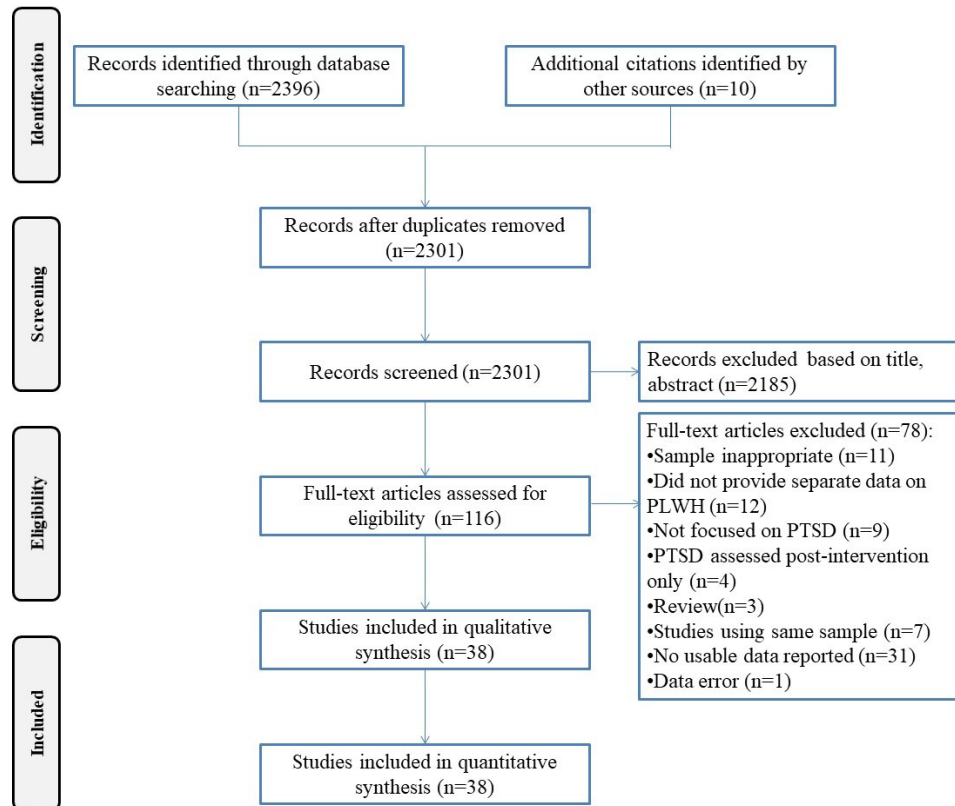 Identification
Records identified through database
searching (n=2396)
Additional citations identified by
other sources (n=10)
Screening
Records after duplicates removed
(n=2301)
Records screened (n=2301)
Records excluded based on title,
abstract (n=2185)
Eligibility
Full-text articles assessed for
eligibility (n=116)
Full-text articles excluded (n=78):
•Sample inappropriate (n=11)
•Did not provide separate data on
PLWH (n=12)
•Not focused on PTSD (n=9)
•PTSD assessed post-intervention
only (n=4)
•Review(n=3)
•Studies using same sample (n=7)
•No usable data reported (n=31)
•Data error (n=1)
Studies included in qualitative
synthesis (n=38)
Included
Studies included in quantitative
synthesis (n=38)